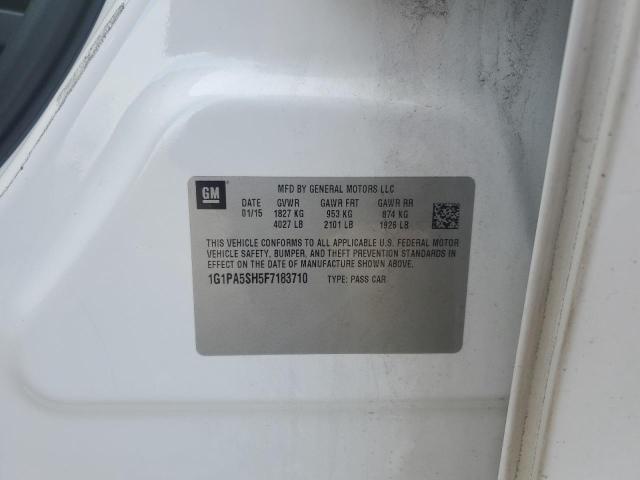 GM
MFD BY GENERAL MOTORS LLC
DATE GVWR GAWR FRT GAWR RR
01/15 1827 KG 953 KG 874 KG
4027 LB 2101 LB 1926 LB
THIS VEHICLE CONFORMS TO ALL APPLICABLE U.S. FEDERAL MOTOR
VEHICLE SAFETY, BUMPER, AND THEFT PREVENTION STANDARDS
IN EFFECT ON THE DATE OF MANUFACTURE SHOWN ABOVE.
1G1PA5SH5F7183710 TYPE: PASS CAR